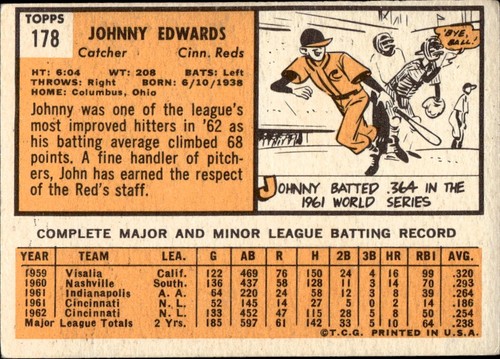 TOPPS
178
JOHNNY EDWARDS
Catcher Cinn. Reds
HT: 6:04 WT: 208 BATS: Left
THROWS: Right BORN: 6/10/1938
HOME: Columbus, Ohio
Johnny was one of the league's
most improved hitters in '62 as
his batting average climbed 68
points. A fine handler of pitch-
ers, John has earned the respect
of the Red's staff.
'BYE,
BALL!
C
JOHNNY BATTED .364 IN THE
1961 WORLD SERIES
COMPLETE MAJOR AND MINOR LEAGUE BATTING RECORD
YEAR TEAM LEA. G AB R H 2B 3B HR RBI AVG.
1959 Visalia Calif. 122 469 76 150 24 4 16 99 .320
1960 Nashville South. 136 437 58 128 11 3 14 70 .293
1961 Indianapolis A. A. 64 220 24 58 12 3 8 39 .264
1961 Cincinnati N. L. 52 145 14 27 5 0 2 14 .186
1962 Cincinnati N. L. 133 452 47 115 28 5 8 50 .254
Major League Totals 2 Yrs. 185 597 61 142 33 5 10 64 .238
©T.C.G. PRINTED IN U.S.A.